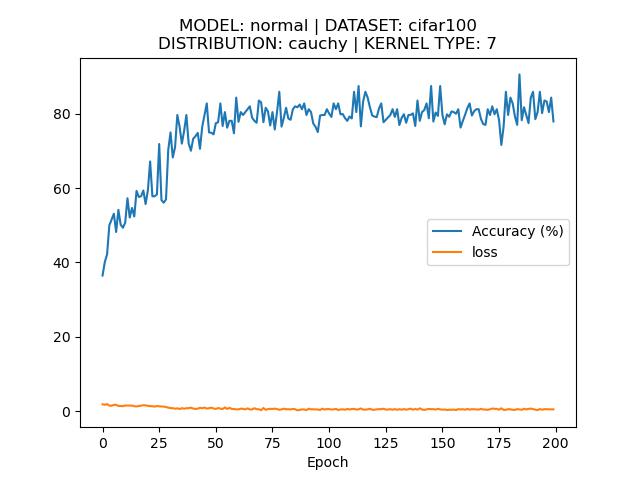 MODEL: normal | DATASET: cifar100
DISTRIBUTION: cauchy | KERNEL TYPE: 7
80
60
40
20
0
Accuracy (%)
loss
0 25 50 75 100 125 150 175 200
Epoch